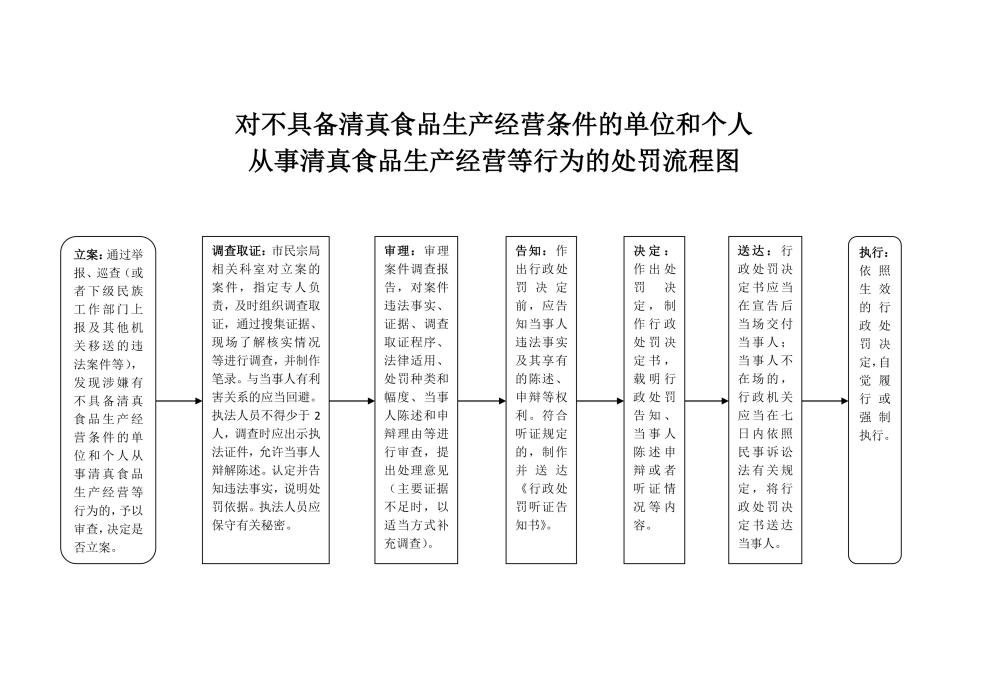 对不具备清真食品生产经营条件的单位和个人
从事清真食品生产经营等行为的处罚流程图
立案：通过举
报、巡查（或
者下级民族
工作部门上
报及其他机
关移送的违
法案件等），
发现涉嫌有
不具备清真
食品生产经
营条件的单
位和个人从
事清真食品
生产经营等
行为的，予以
审查，决定是
否立案。
调查取证：市民宗局
相关科室对立案的
案件，指定专人负
责，及时组织调查取
证，通过搜集证据、
现场了解核实情况
等进行调查，并制作
笔录。与当事人有利
害关系的应当回避。
执法人员不得少于 2
人，调查时应出示执
法证件，允许当事人
辩解陈述。认定并告
知违法事实，说明处
罚依据。执法人员应
保守有关秘密。
审理：审理
案件调查报
告，对案件
违法事实、
证据、调查
取证程序、
法律适用、
处罚种类和
幅度、当事
人陈述和申
辩理由等进
行审查，提
出处理意见
（主要证据
不足时，以
适当方式补
充调查）。
告知：作
出行政处
罚决定
前，应告
知当事人
违法事实
及其享有
的陈述、
申辩等权
利。符合
听证规定
的，制作
并送达
《行政处
罚听证告
知书》。
决定：
作出处
罚决
定，制
作行政
处罚决
定书，
载明行
政处罚
告知、
当事人
陈述申
辩或者
听证情
况等内
容。
送达：行
政处罚决
定书应当
在宣告后
当场交付
当事人；
当事人不
在场的，
行政机关
应当在七
日内依照
民事诉讼
法有关规
定，将行
政处罚决
定书送达
当事人。
执行：
依照
生效
的行
政处
罚决
定，自
觉履
行或
强制
执行。